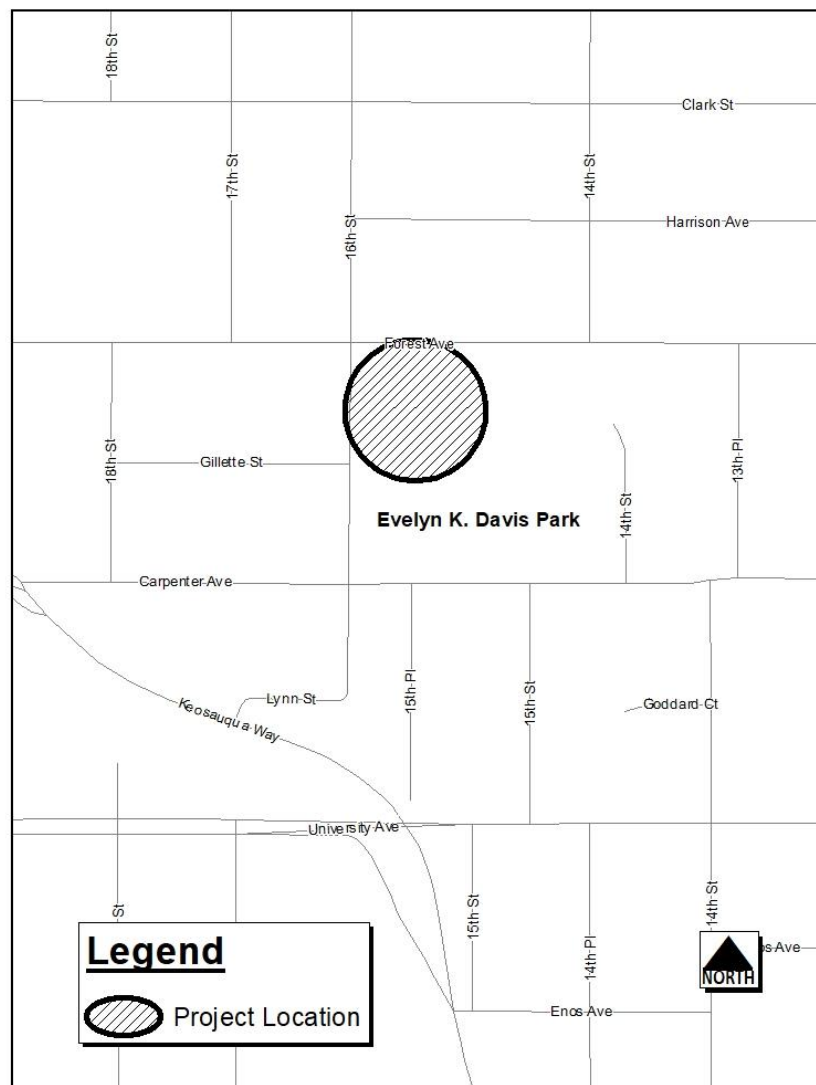 18th St
Clark St
17th St
14th St
16th St
Harrison Ave
Forest Ave
18th St
Gillette St
13th Pl
14th St
Evelyn K. Davis Park
Carpenter Ave
15th Pl
15th St
Lynn St
Goddard Ct
Keosauqua Way
University Ave
St
15th St
14th Pl
14th St
os Ave
NORTH
Enos Ave
Legend
Project Location